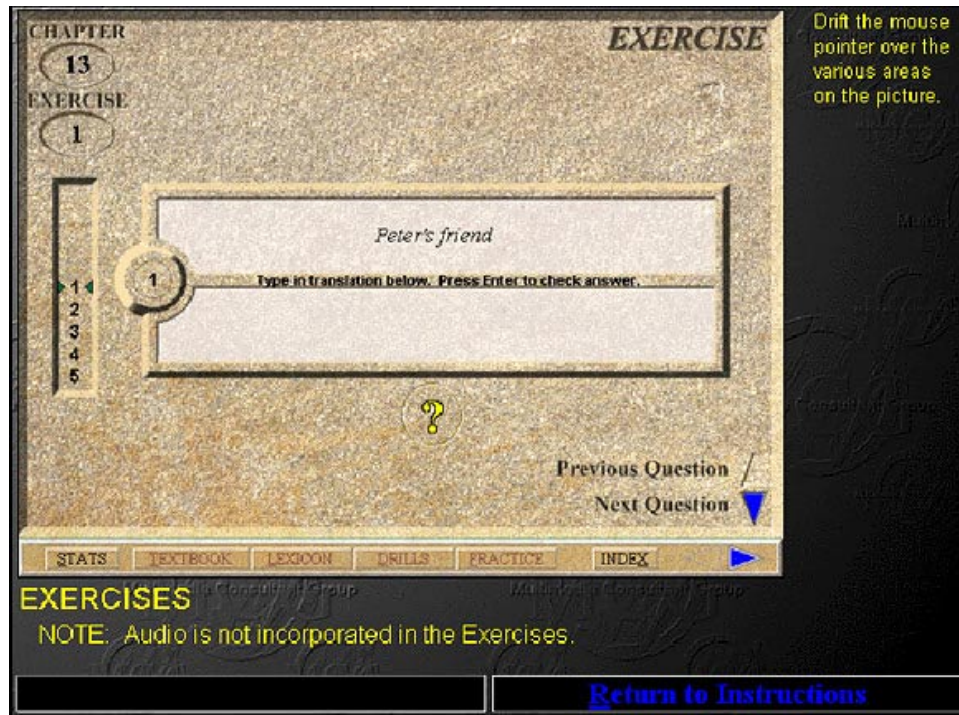 CHAPTER
13
EXERCISE
1
EXERCISE
Drift the mouse
pointer over the
various areas
on the picture.
Peter's friend
1
Type in translation below. Press Enter to check answer.
1
2
3
4
5
?
Previous Question
Next Question
STATS TEXTBOOK LEXICON DRILLS PRACTICE INDEX
EXERCISES
NOTE: Audio is not incorporated in the Exercises.
Return to Instructions